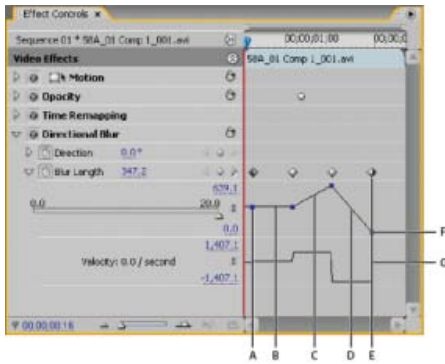 Effect Controls ×
Sequence 01 * 58A_01 Comp 1_001.avi
00;00;01;00 00;00;0
Video Effects
58A_01 Comp 1_001.avi
Motion
Opacity
Time Remapping
Directional Blur
Direction 0.0°
Blur Length 347.2
629.1
0.0 20.0
0.0
1,407.1
Velocity: 0.0 / second
-1,407.1
F
G
00;00;00;16
A B C D E